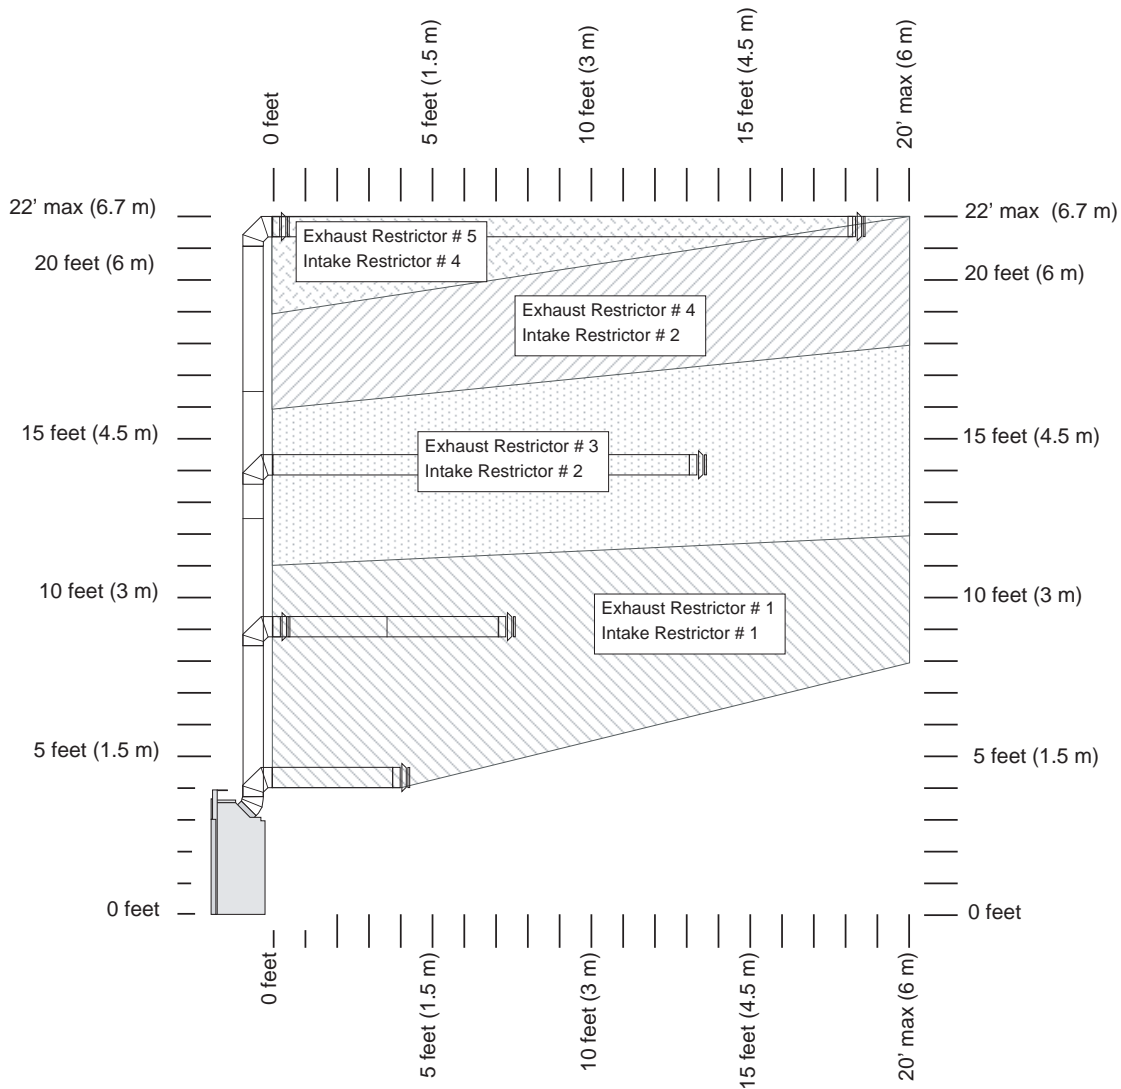 0 feet
5 feet (1.5 m)
10 feet (3 m)
15 feet (4.5 m)
20’ max (6 m)
22’ max (6.7 m)
20 feet (6 m)
15 feet (4.5 m)
10 feet (3 m)
5 feet (1.5 m)
0 feet
Exhaust Restrictor # 5
Intake Restrictor # 4
Exhaust Restrictor # 4
Intake Restrictor # 2
Exhaust Restrictor # 3
Intake Restrictor # 2
Exhaust Restrictor # 1
Intake Restrictor # 1
22’ max (6.7 m)
20 feet (6 m)
15 feet (4.5 m)
10 feet (3 m)
5 feet (1.5 m)
0 feet
0 feet
5 feet (1.5 m)
10 feet (3 m)
15 feet (4.5 m)
20’ max (6 m)